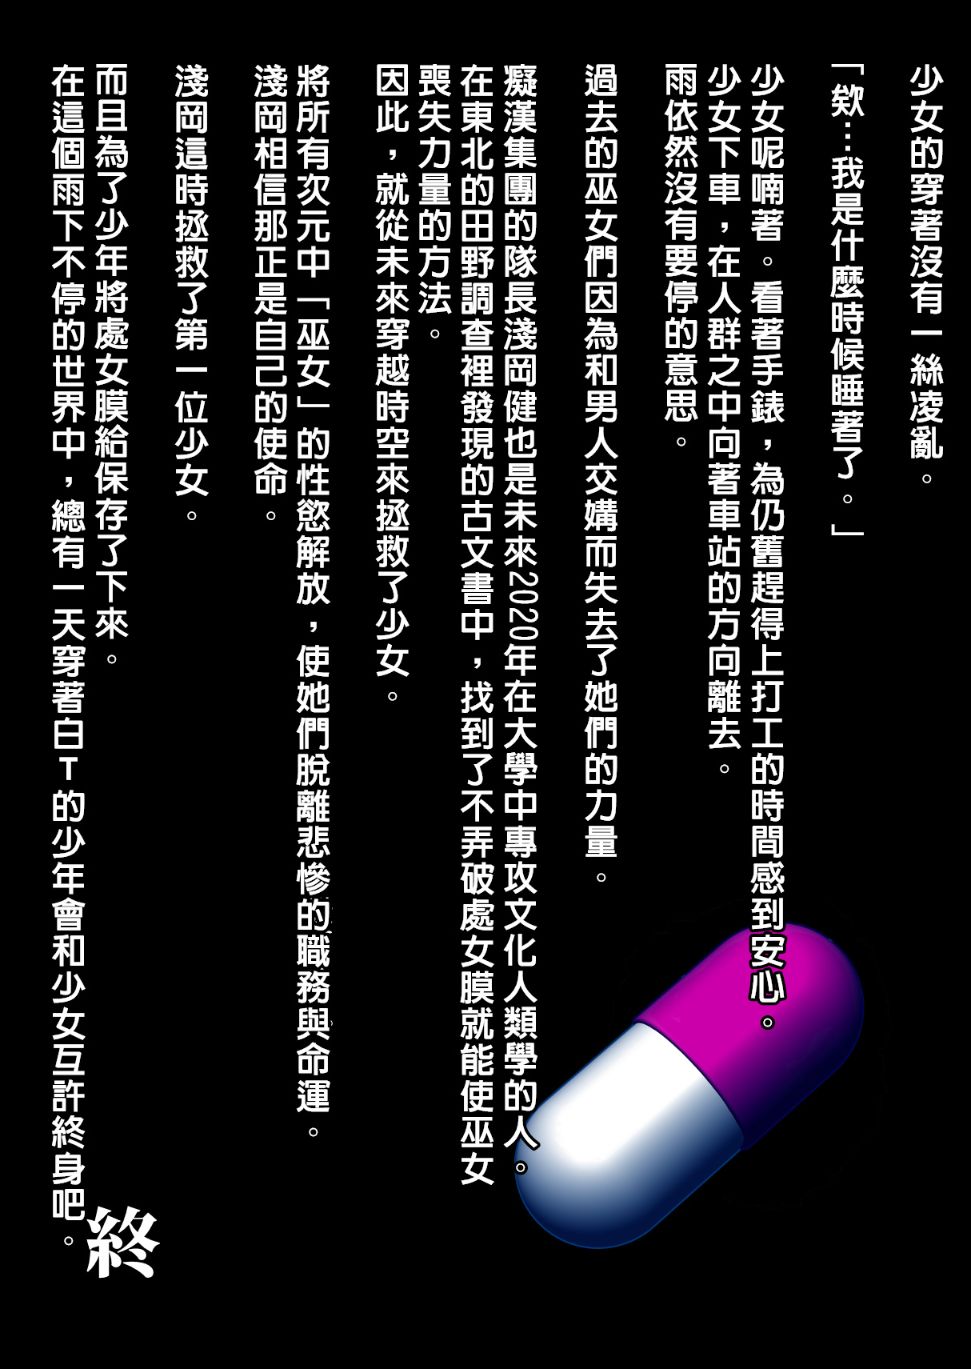 少女的穿著沒有一絲凌亂。
「欸…我是什麼時候睡著了。」
少女呢喃著。看著手錶，為仍舊趕得上打工的時間感到安心。
少女下車，在人群之中向著車站的方向離去。
雨依然沒有要停的意思。
過去的巫女們因為和男人交媾而失去了她們的力量。
癡漢集團的隊長淺岡健也是未來2020年在大學中專攻文化人類學的人。
在東北的田野調查裡發現的古文書中，找到了不弄破處女膜就能使巫女
喪失力量的方法。
因此，就從未來穿越時空來拯救了少女。
將所有次元中「巫女」的性慾解放，使她們脫離悲慘的職務與命運。
淺岡相信那正是自己的使命。
淺岡這時拯救了第一位少女。
而且為了少年將處女膜給保存了下來。
在這個雨下不停的世界中，總有一天穿著白T的少年會和少女互許終身吧。
終